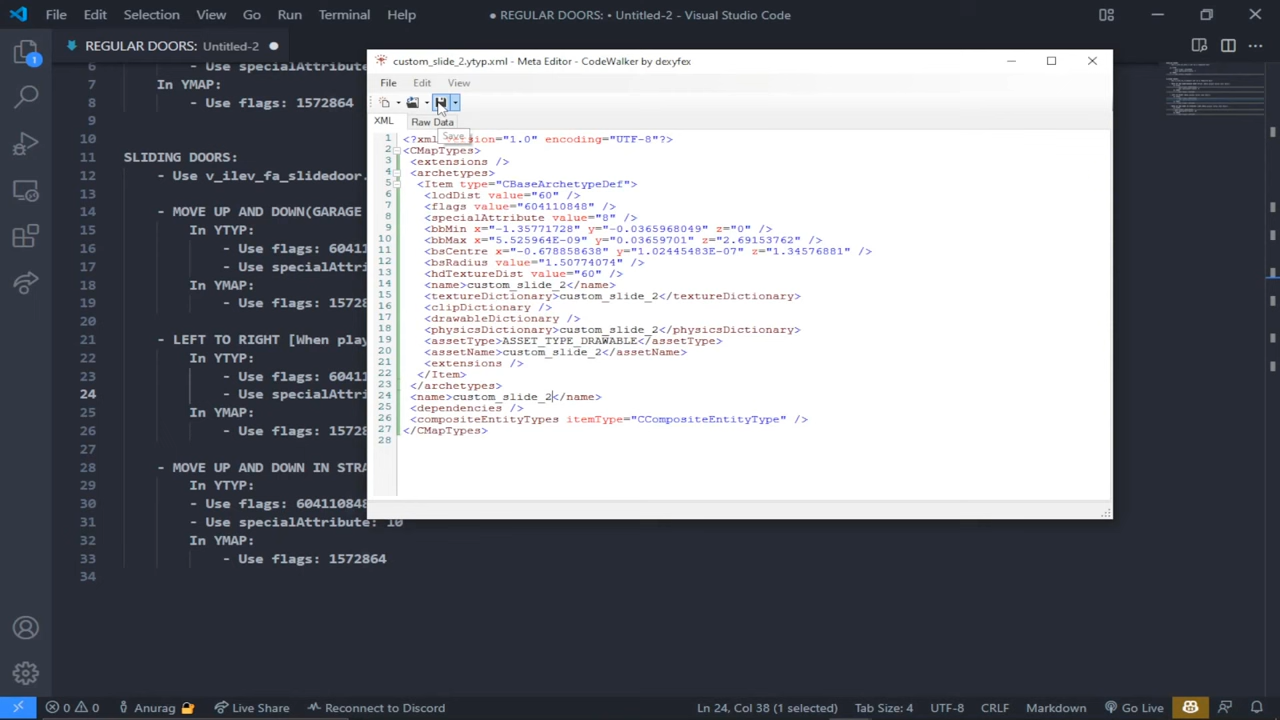 File Edit Selection View Go Run Terminal Help
● REGULAR DOORS: • Untitled-2 - Visual Studio Code
REGULAR DOORS: Untitled-2 ●
6 - Use specialAttribute
7 In YMAP:
8 - Use flags: 1572864
9
10
11 SLIDING DOORS:
12 - Use v_ilev_fa_slidedoor.
13
14 - MOVE UP AND DOWN(GARAGE
15 In YTYP:
16 - Use flags: 60411
17 - Use specialAttri
18 In YMAP:
19 - Use flags: 15728
20
21 - LEFT TO RIGHT [When play
22 In YTYP:
23 - Use flags: 60411
24 - Use specialAttri
25 In YMAP:
26 - Use flags: 15728
27
28 - MOVE UP AND DOWN IN STRA
29 In YTYP:
30 - Use flags: 604110848
31 - Use specialAttribute: 10
32 In YMAP:
33 - Use flags: 1572864
34
custom_slide_2.ytyp.xml - Meta Editor - CodeWalker by dexyfex
File Edit View
XML Raw Data
Save
1 <?xml version="1.0" encoding="UTF-8"?>
2 <CMapTypes>
3 <extensions />
4 <archetypes>
5 <Item type="CBaseArchetypeDef">
6 <lodDist value="60" />
7 <flags value="604110848" />
8 <specialAttribute value="8" />
9 <bbMin x="-1.35771728" y="-0.0365968049" z="0" />
10 <bbMax x="5.525964E-09" y="0.03659701" z="2.69153762" />
11 <bsCentre x="-0.678858638" y="1.02445483E-07" z="1.34576881" />
12 <bsRadius value="1.50774074" />
13 <hdTextureDist value="60" />
14 <name>custom_slide_2</name>
15 <textureDictionary>custom_slide_2</textureDictionary>
16 <clipDictionary />
17 <drawableDictionary />
18 <physicsDictionary>custom_slide_2</physicsDictionary>
19 <assetType>ASSET_TYPE_DRAWABLE</assetType>
20 <assetName>custom_slide_2</assetName>
21 <extensions />
22 </Item>
23 </archetypes>
24 <name>custom_slide_2</name>
25 <dependencies />
26 <compositeEntityTypes itemType="CCompositeEntityType" />
27 </CMapTypes>
28
1
0 0 Anurag Live Share Reconnect to Discord
Ln 24, Col 38 (1 selected) Tab Size: 4 UTF-8 CRLF Markdown Go Live